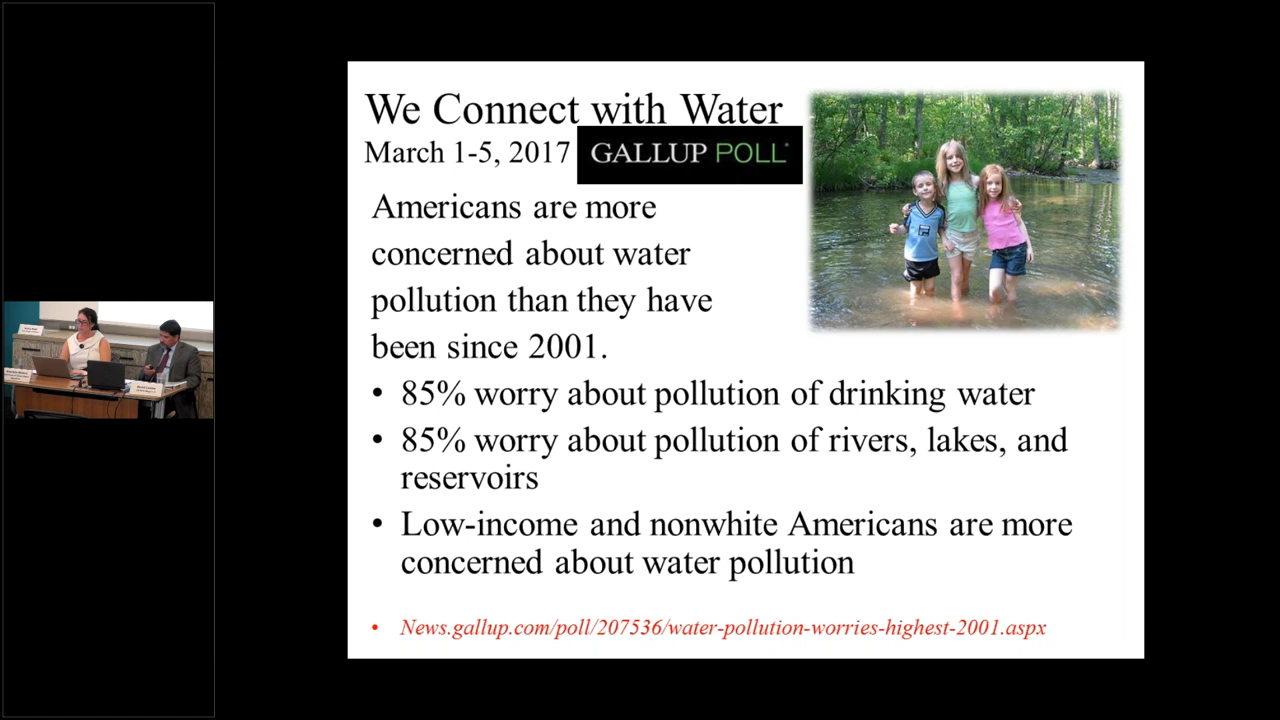 We Connect with Water
March 1-5, 2017 GALLUP POLL
Americans are more
concerned about water
pollution than they have
been since 2001.
• 85% worry about pollution of drinking water
• 85% worry about pollution of rivers, lakes, and
reservoirs
• Low-income and nonwhite Americans are more
concerned about water pollution
• News.gallup.com/poll/207536/water-pollution-worries-highest-2001.aspx